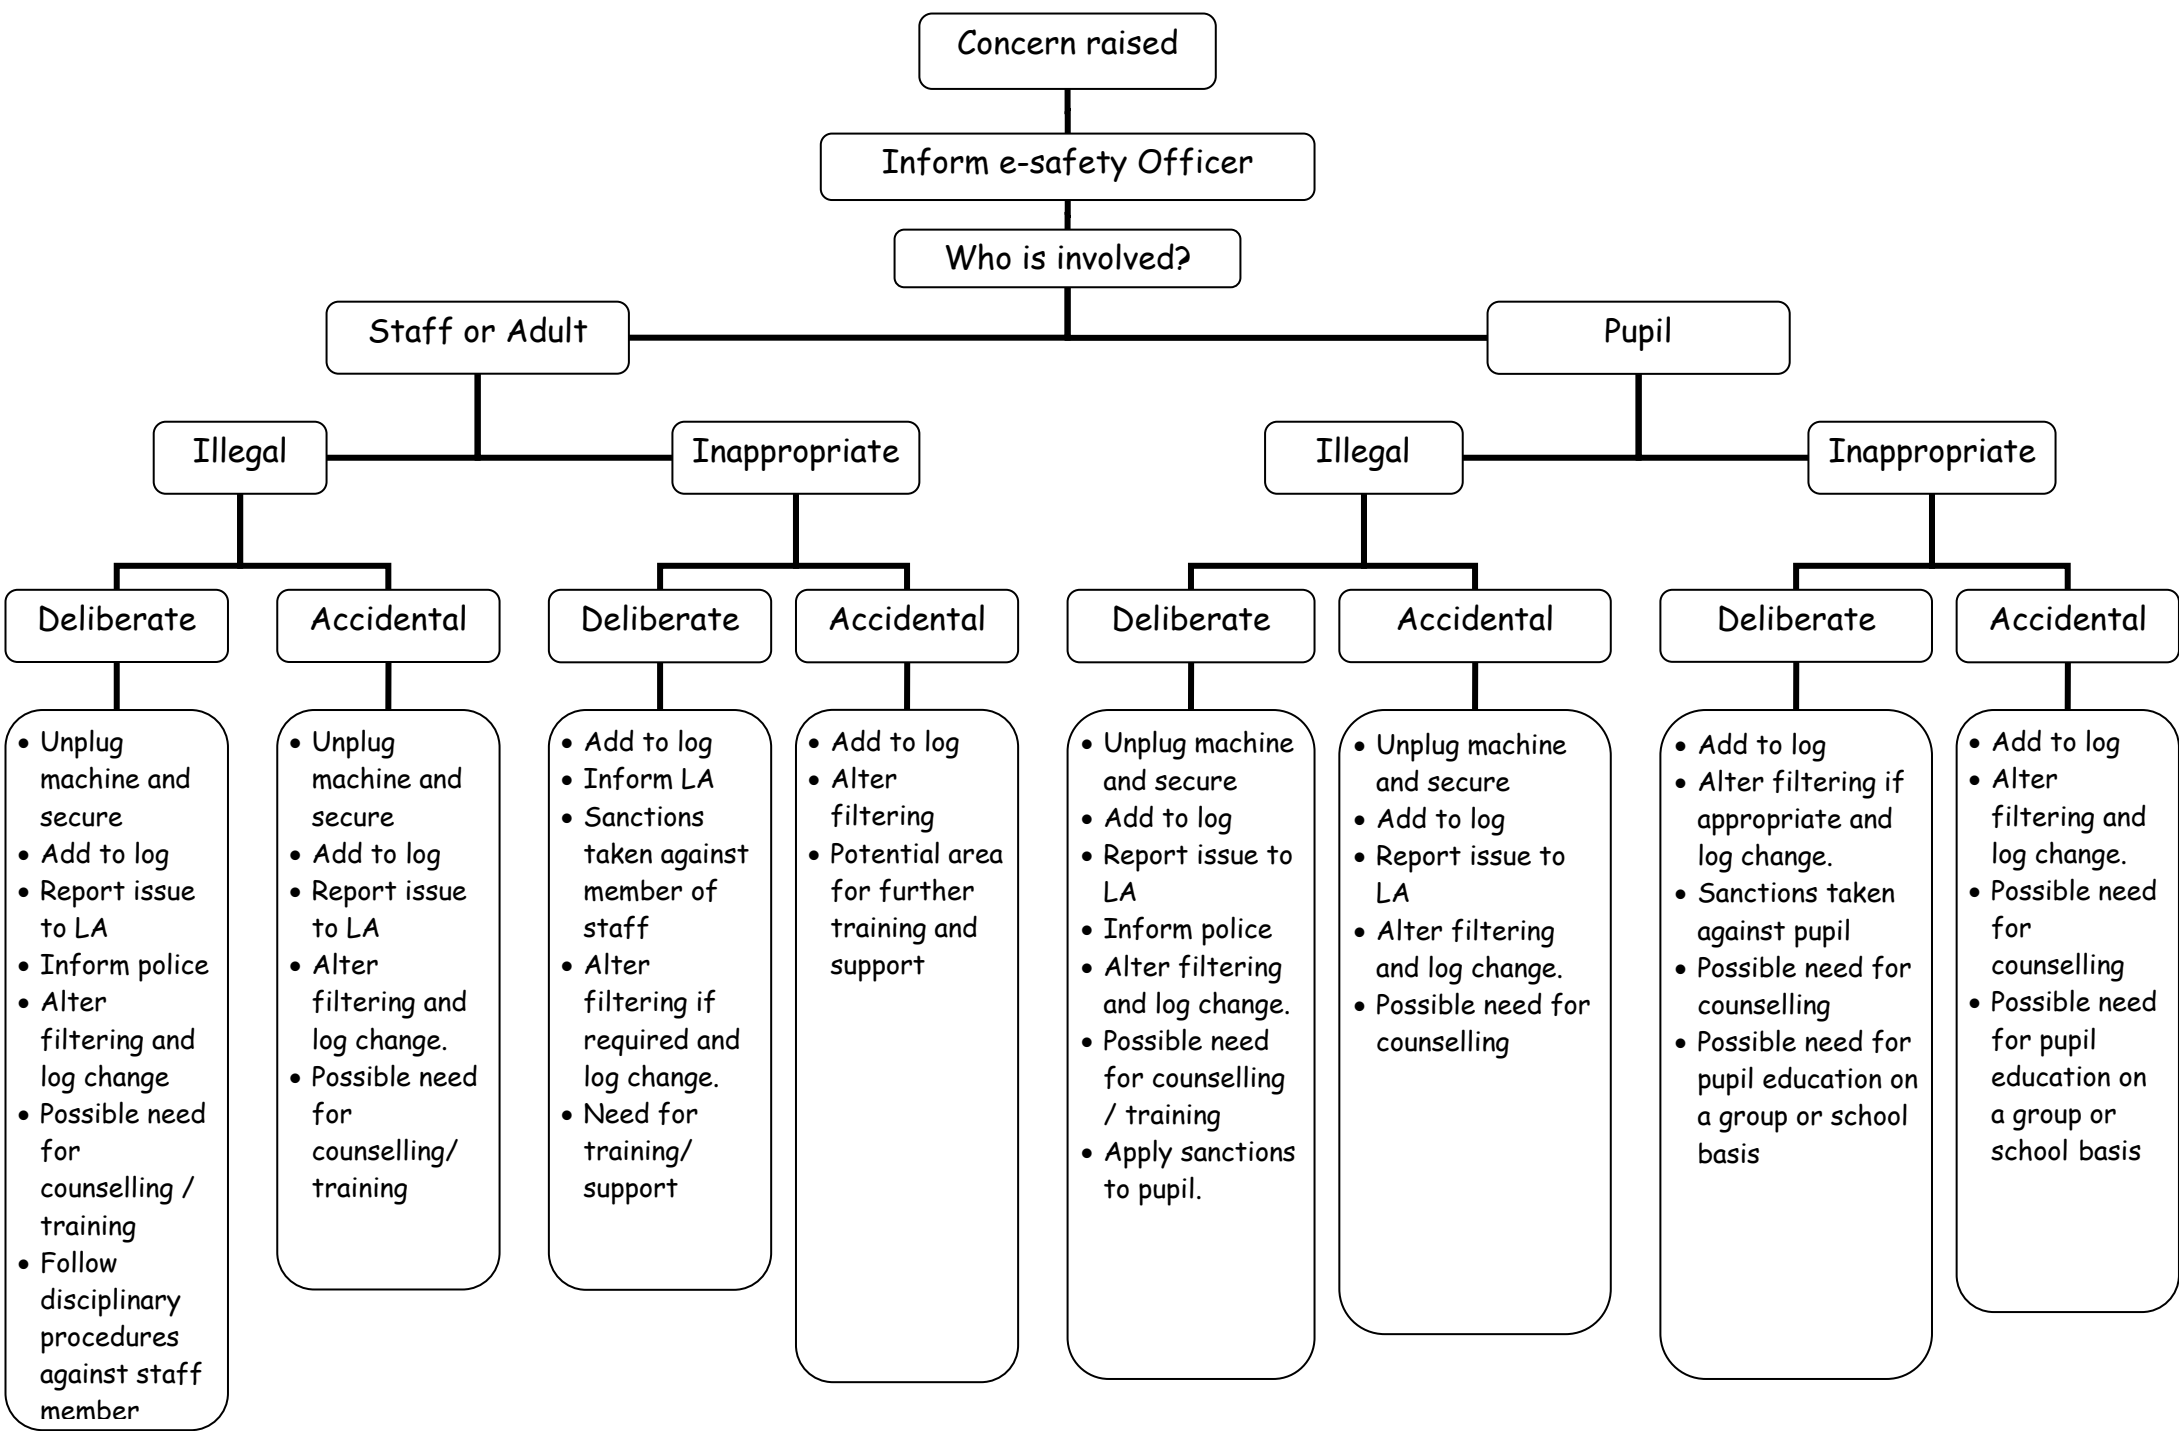 Concern raised
Inform e-safety Officer
Who is involved?
Staff or Adult
Pupil
Illegal
Inappropriate
Illegal
Inappropriate
Deliberate
Accidental
Deliberate
Accidental
Deliberate
Accidental
Deliberate
Accidental
• Unplug
machine and
secure
• Add to log
• Report issue
to LA
• Inform police
• Alter
filtering and
log change
• Possible need
for
counselling /
training
• Follow
disciplinary
procedures
against staff
member
• Unplug
machine and
secure
• Add to log
• Report issue
to LA
• Alter
filtering and
log change.
• Possible need
for
counselling/
training
• Add to log
• Inform LA
• Sanctions
taken against
member of
staff
• Alter
filtering if
required and
log change.
• Need for
training/
support
• Add to log
• Alter
filtering
• Potential area
for further
training and
support
• Unplug machine
and secure
• Add to log
• Report issue to
LA
• Inform police
• Alter filtering
and log change.
• Possible need
for counselling
/ training
• Apply sanctions
to pupil.
• Unplug machine
and secure
• Add to log
• Report issue to
LA
• Alter filtering
and log change.
• Possible need for
counselling
• Add to log
• Alter filtering if
appropriate and
log change.
• Sanctions taken
against pupil
• Possible need for
counselling
• Possible need for
pupil education on
a group or school
basis
• Add to log
• Alter
filtering and
log change.
• Possible need
for
counselling
• Possible need
for pupil
education on
a group or
school basis